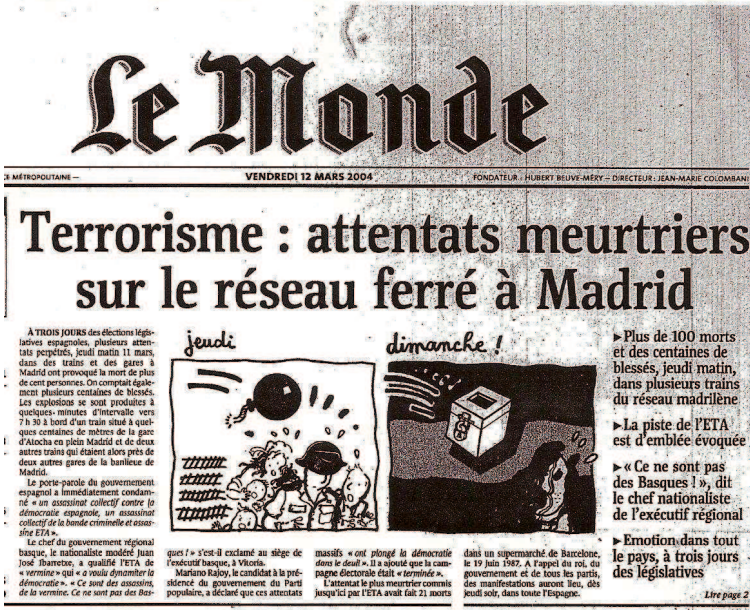 Le Monde
E MÉTROPOLITAINE —
VENDREDI 12 MARS 2004
FONDATEUR : HUBERT BEUVE-MÉRY – DIRECTEUR : JEAN-MARIE COLOMBANI
Terrorisme : attentats meurtriers
sur le réseau ferré à Madrid
À TROIS JOURS des élections légis-
latives espagnoles, plusieurs atten-
tats perpétrés, jeudi matin 11 mars,
dans des trains et des gares à
Madrid ont provoqué la mort de plus
de cent personnes. On comptait égale-
ment plusieurs centaines de blessés.
Les explosions se sont produites à
quelques minutes d'intervalle vers
7 h 30 à bord d'un train situé à quel-
ques centaines de mètres de la gare
d'Atocha en plein Madrid et de deux
autres trains qui étaient alors près de
deux autres gares de la banlieue de
Madrid.
Le porte-parole du gouvernement
espagnol a immédiatement condam-
né « un assassinat collectif contre la
démocratie espagnole, un assassinat
collectif de la bande criminelle et assas-
sine ETA ».
Le chef du gouvernement régional
basque, le nationaliste modéré Juan
José Ibarretxe, a qualifié l'ETA de
« vermine » qui « a voulu dynamiter la
démocratie ». « Ce sont des assassins,
de la vermine. Ce ne sont pas des Bas-
jeudi
dimanche !
ques ! » s'est-il exclamé au siège de
l'exécutif basque, à Vitoria.
Mariano Rajoy, le candidat à la pré-
sidence du gouvernement du Parti
populaire, a déclaré que ces attentats
massifs « ont plongé la démocratie
dans le deuil ». Il a ajouté que la cam-
pagne électorale était « terminée ».
L'attentat le plus meurtrier commis
jusqu'ici par l'ETA avait fait 21 morts
dans un supermarché de Barcelone,
le 19 juin 1987. A l'appel du roi, du
gouvernement et de tous les partis,
des manifestations auront lieu, dès
jeudi soir, dans toute l'Espagne.
▸Plus de 100 morts
et des centaines de
blessés, jeudi matin,
dans plusieurs trains
du réseau madrilène
▸La piste de l'ETA
est d'emblée évoquée
▸« Ce ne sont pas
des Basques ! », dit
le chef nationaliste
de l'exécutif régional
▸Emotion dans tout
le pays, à trois jours
des législatives
Lire page 2